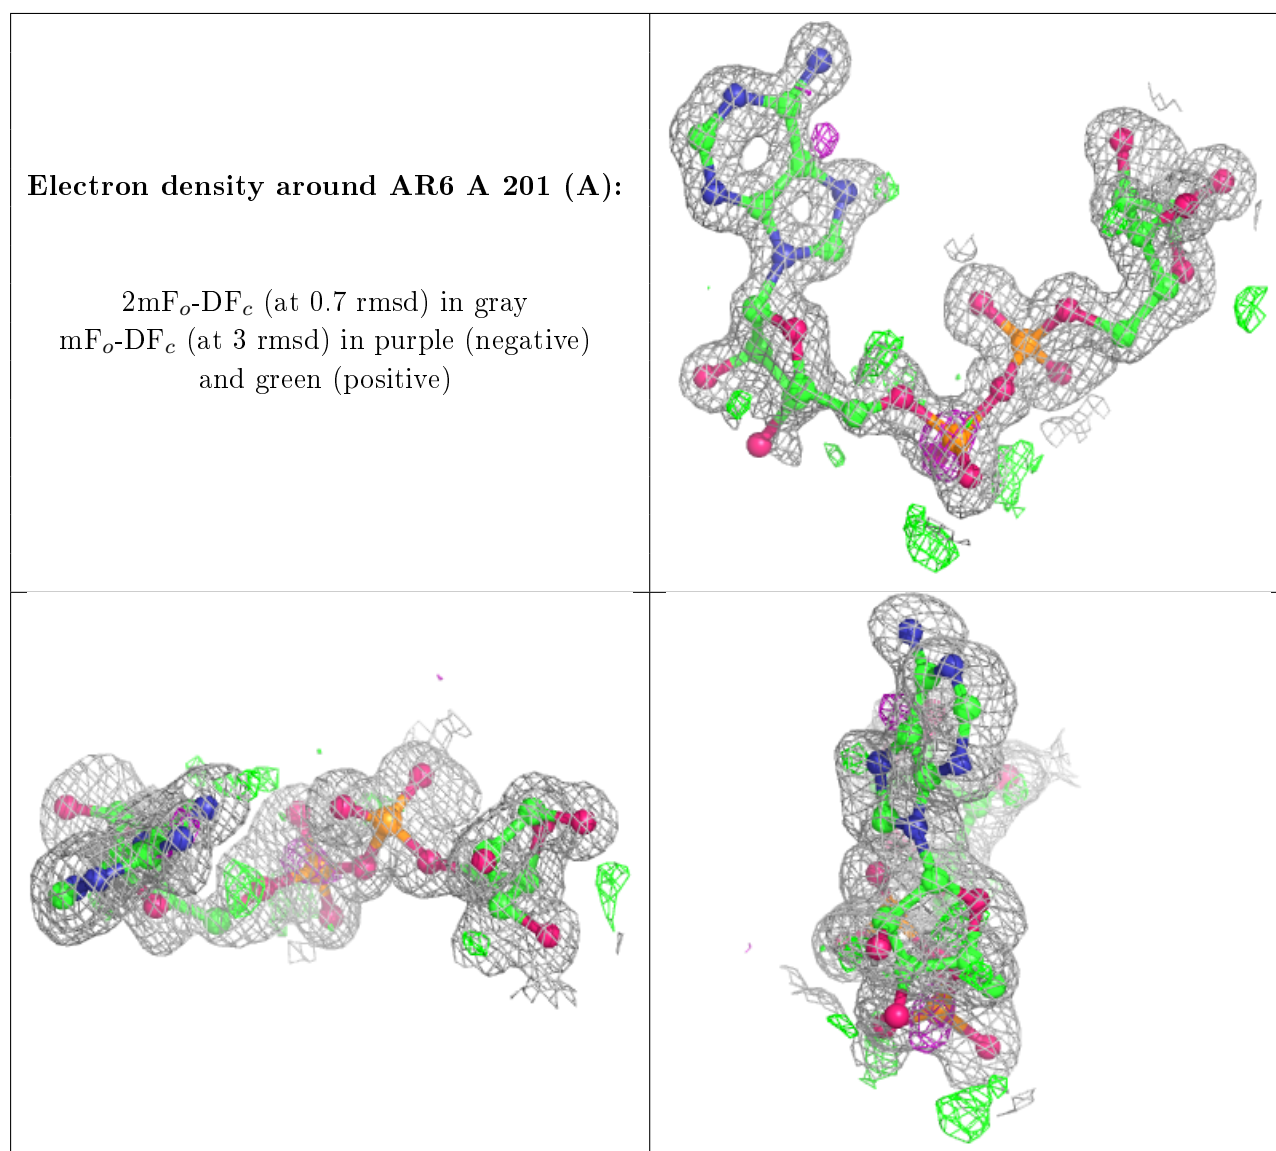 Electron density around AR6 A 201 (A):
2mFo-DFc (at 0.7 rmsd) in gray
mFo-DFc (at 3 rmsd) in purple (negative)
and green (positive)